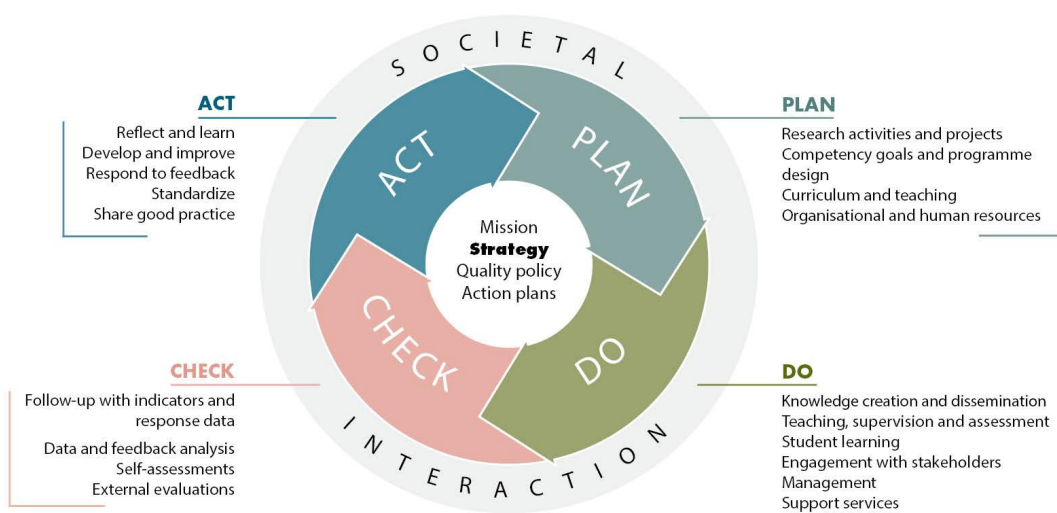 SOCIETAL
ACT
Reflect and learn
Develop and improve
Respond to feedback
Standardize
Share good practice
PLAN
Research activities and projects
Competency goals and programme
design
Curriculum and teaching
Organisational and human resources
ACT
PLAN
Mission
Strategy
Quality policy
Action plans
CHECK
DO
CHECK
Follow-up with indicators and
response data
Data and feedback analysis
Self-assessments
External evaluations
DO
Knowledge creation and dissemination
Teaching, supervision and assessment
Student learning
Engagement with stakeholders
Management
Support services
INTERACTION